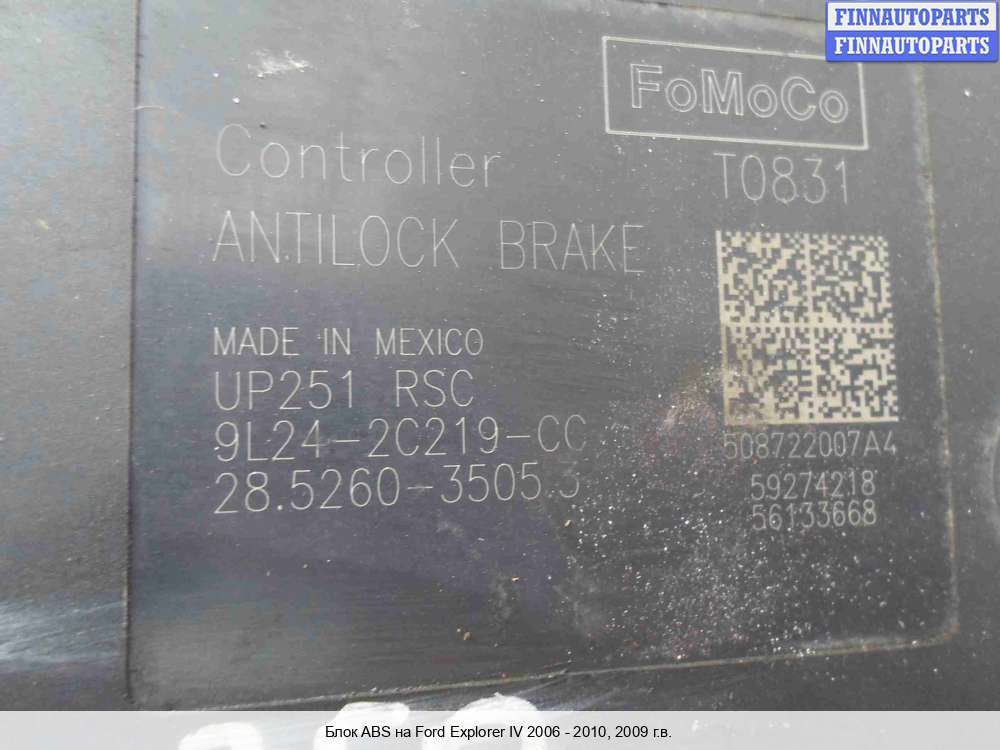 FINNAUTOPARTS
FINNAUTOPARTS
FoMoCo
Controller
T0831
ANTILOCK BRAKE
MADE IN MEXICO
UP251 RSC
9L24-2C219-CC
28.5260-3505.3
508722007A4
59274218
56133668
Блок ABS на Ford Explorer IV 2006 - 2010, 2009 г.в.